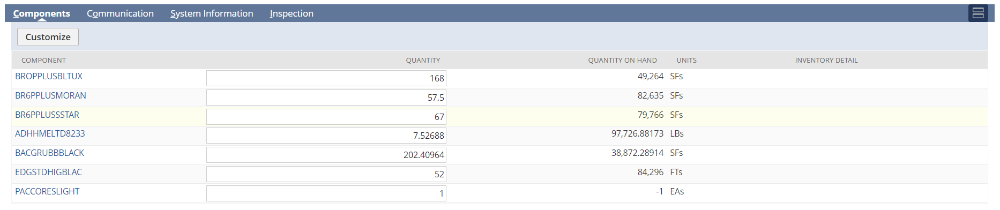 Components Communication System Information Inspection
Customize
COMPONENT QUANTITY QUANTITY ON HAND UNITS INVENTORY DETAIL
BROPPLUSBLTUX 168 49,264 SFs
BR6PPLUSMORAN 57.5 82,635 SFs
BR6PPLUSSSTAR 67 79,766 SFs
ADHHMELTD8233 7.52688 97,726.88173 LBs
BACGRUBBBLACK 202.40964 38,872.28914 SFs
EDGSTDHIGBLAC 52 84,296 FTs
PACCORESLIGHT 1 -1 EAs